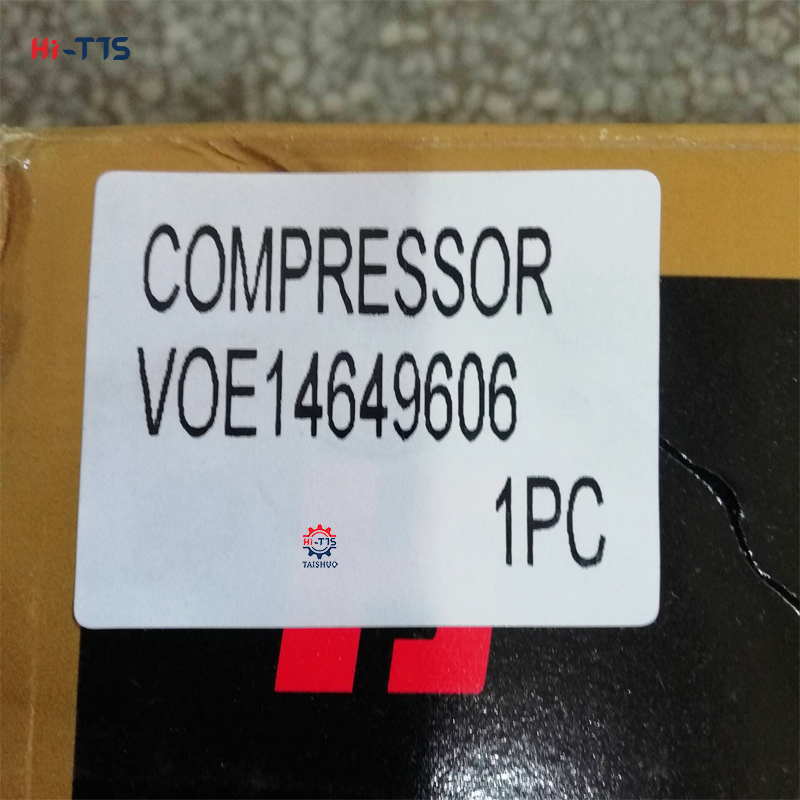 Hi-TTS
COMPRESSOR
VOE14649606
1PC
Hi-TTS
TAISHUO